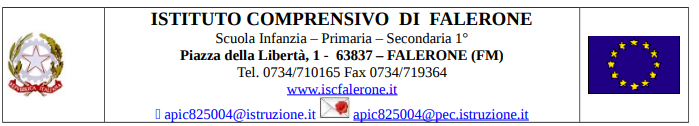 ISTITUTO COMPRENSIVO DI FALERONE
Scuola Infanzia – Primaria – Secondaria 1°
Piazza della Libertà, 1 - 63837 – FALERONE (FM)
Tel. 0734/710165 Fax 0734/719364
www.iscfalerone.it
apic825004@istruzione.it apic825004@pec.istruzione.it